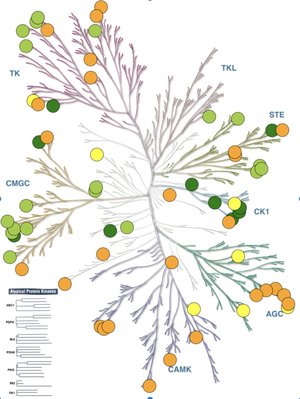 TK
TKL
STE
CMGC
CK1
AGC
CAMK
Atypical Protein Kinases
ABC1
Alpha
Brd
PDHK
PIKK
RIO
TIF1